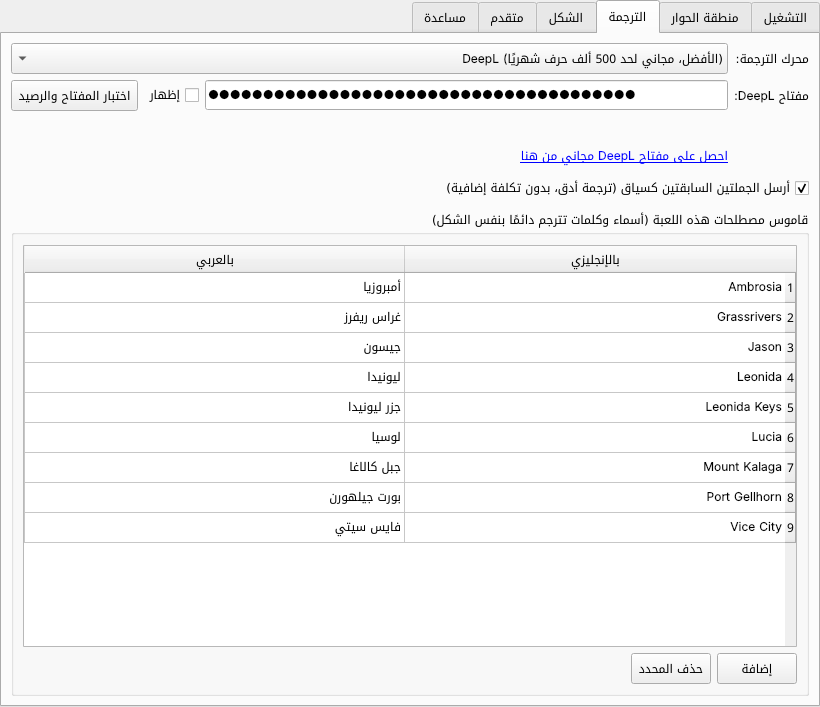 التشغيل
منطقة الحوار
الترجمة
الشكل
متقدم
مساعدة
محرك الترجمة:
DeepL (الأفضل، مجاني لحد 500 ألف حرف شهريًا)
مفتاح DeepL:
●●●●●●●●●●●●●●●●●●●●●●●●●●●●●●●●●●●●●●●
إظهار
اختبار المفتاح والرصيد
احصل على مفتاح DeepL مجاني من هنا
أرسل الجملتين السابقتين كسياق (ترجمة أدق، بدون تكلفة إضافية)
قاموس مصطلحات هذه اللعبة (أسماء وكلمات تترجم دائمًا بنفس الشكل)
بالإنجليزي بالعربي
1 Ambrosia أمبروزيا
2 Grassrivers غراس ريفرز
3 Jason جيسون
4 Leonida ليونيدا
5 Leonida Keys جزر ليونيدا
6 Lucia لوسيا
7 Mount Kalaga جبل كالاغا
8 Port Gellhorn بورت جيلهورن
9 Vice City فايس سيتي
إضافة
حذف المحدد